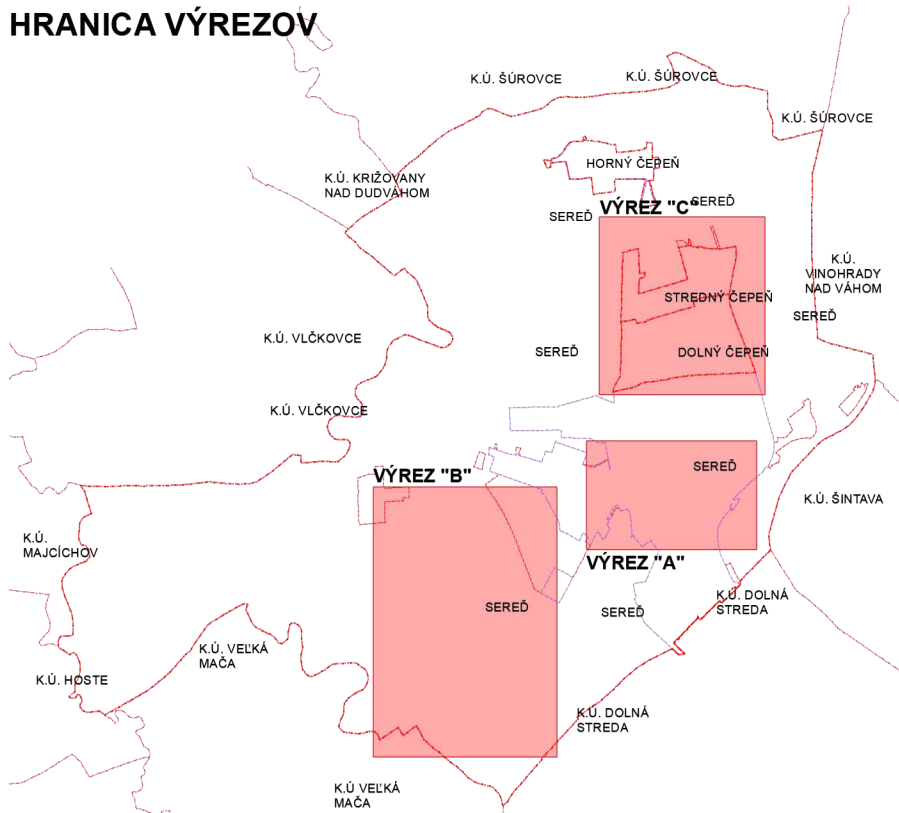 HRANICA VÝREZOV
K.Ú. ŠÚROVCE
K.Ú. ŠÚROVCE
K.Ú. ŠÚROVCE
HORNÝ ČEPEŇ
K.Ú. KRIŽOVANY
NAD DUDVÁHOM
SEREĎ
VÝREZ "C"
SEREĎ
K.Ú.
VINOHRADY
NAD VÁHOM
STREDNÝ ČEPEŇ
SEREĎ
K.Ú. VLČKOVCE
SEREĎ
DOLNÝ ČEPEŇ
K.Ú. VLČKOVCE
SEREĎ
VÝREZ "B"
K.Ú. ŠINTAVA
K.Ú.
MAJCÍCHOV
VÝREZ "A"
K.Ú. DOLNÁ
STREDA
SEREĎ
SEREĎ
K.Ú. VEĽKÁ
MAČA
K.Ú. HOSTE
K.Ú. DOLNÁ
STREDA
K.Ú VEĽKÁ
MAČA